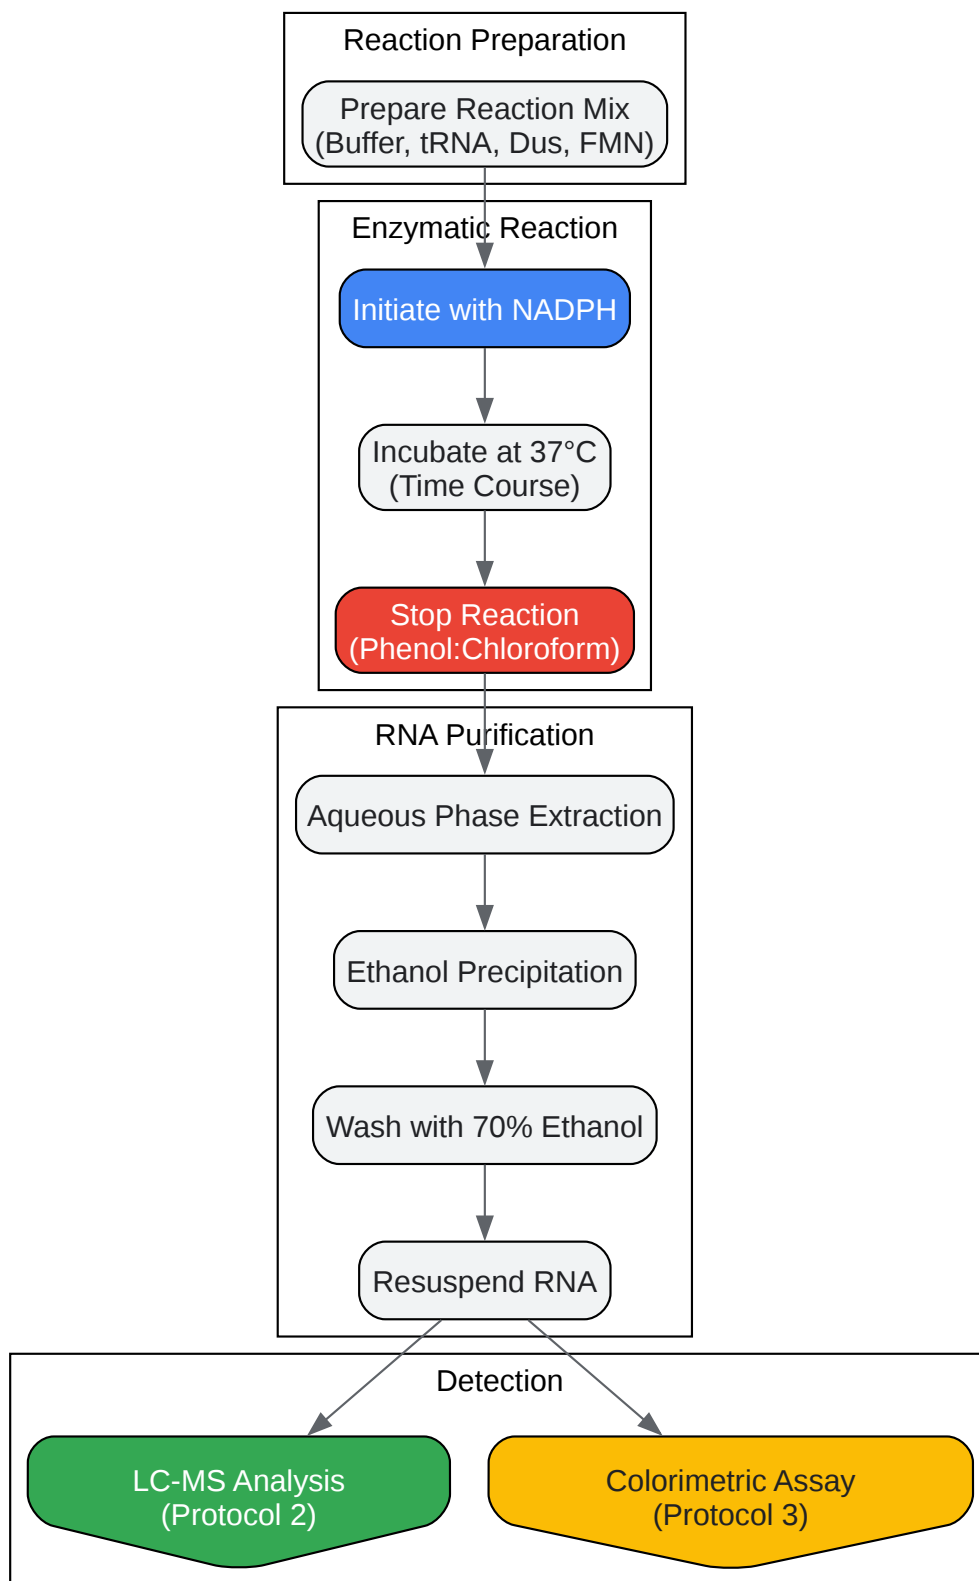 Reaction Preparation
Prepare Reaction Mix
(Buffer, tRNA, Dus, FMN)
Enzymatic Reaction
Initiate with NADPH
Incubate at 37°C
(Time Course)
Stop Reaction
(Phenol:Chloroform)
RNA Purification
Aqueous Phase Extraction
Ethanol Precipitation
Wash with 70% Ethanol
Resuspend RNA
Detection
LC-MS Analysis
(Protocol 2)
Colorimetric Assay
(Protocol 3)